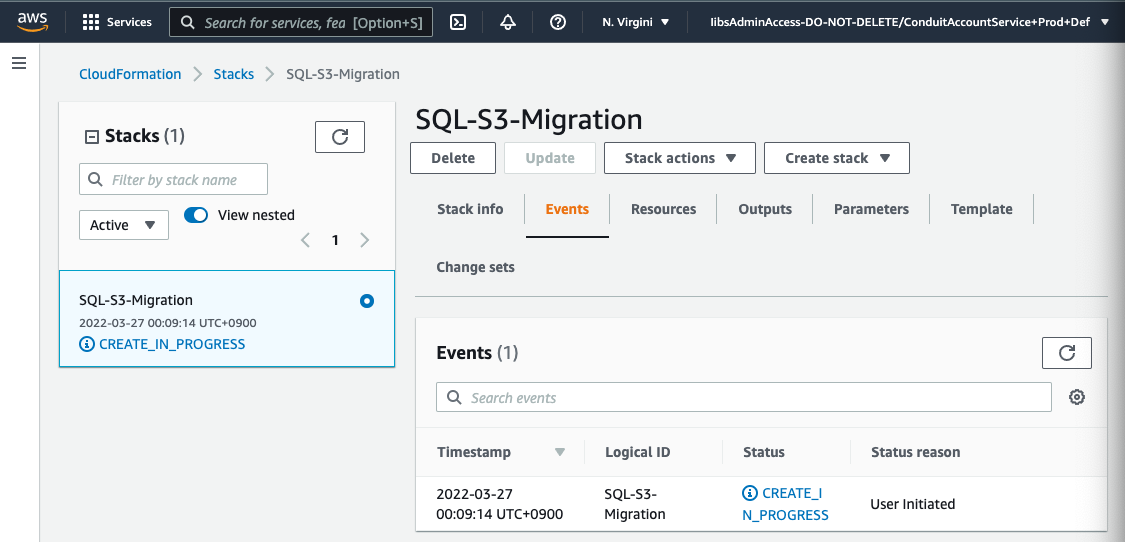 aws
Services
Search for services, fea [Option+S]
N. Virgini
IibsAdminAccess-DO-NOT-DELETE/ConduitAccountService+Prod+Def
CloudFormation
Stacks
SQL-S3-Migration
Stacks (1)
Filter by stack name
Active
View nested
1
SQL-S3-Migration
2022-03-27 00:09:14 UTC+0900
CREATE_IN_PROGRESS
SQL-S3-Migration
Delete
Update
Stack actions
Create stack
Stack info
Events
Resources
Outputs
Parameters
Template
Change sets
Events (1)
Search events
Timestamp
Logical ID
Status
Status reason
2022-03-27
00:09:14 UTC+0900
SQL-S3-
Migration
CREATE_I
N_PROGRESS
User Initiated